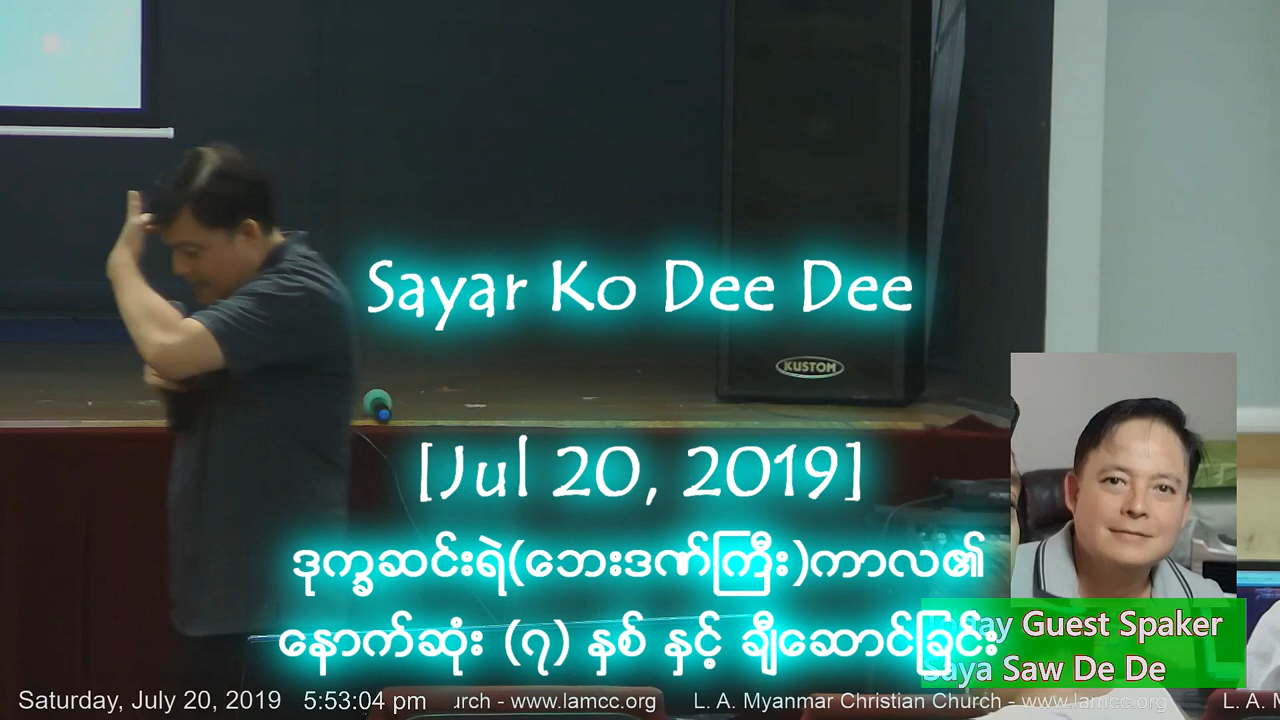 KUSTOM
Sayar Ko Dee Dee
[Jul 20, 2019]
ဒုက္ခဆင်းရဲ(ဘေးဒဏ်ကြီး)ကာလ၏
နောက်ဆုံး (၇) နှစ် နှင့် ချီဆောင်ခြင်း
Guest Spaker
Saya Saw De De
Saturday, July 20, 2019 5:53:04 pm - www.lamcc.org L. A. Myanmar Christian Church - www.lamcc.org L. A.